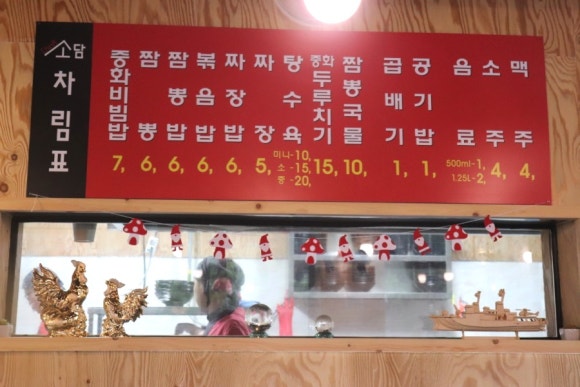 소담
차림표
중화비빔밥
7,
짬뽕
6,
짬뽕밥
6,
볶음밥
6,
짜장밥
6,
짜장
5,
탕수육
미니-10,
소-15,
중-20,
중화두루치기
15,
짬뽕국물
10,
곱배기
1,
공기밥
1,
음료
500ml-1,
1.25L-2,
소주
4,
맥주
4,